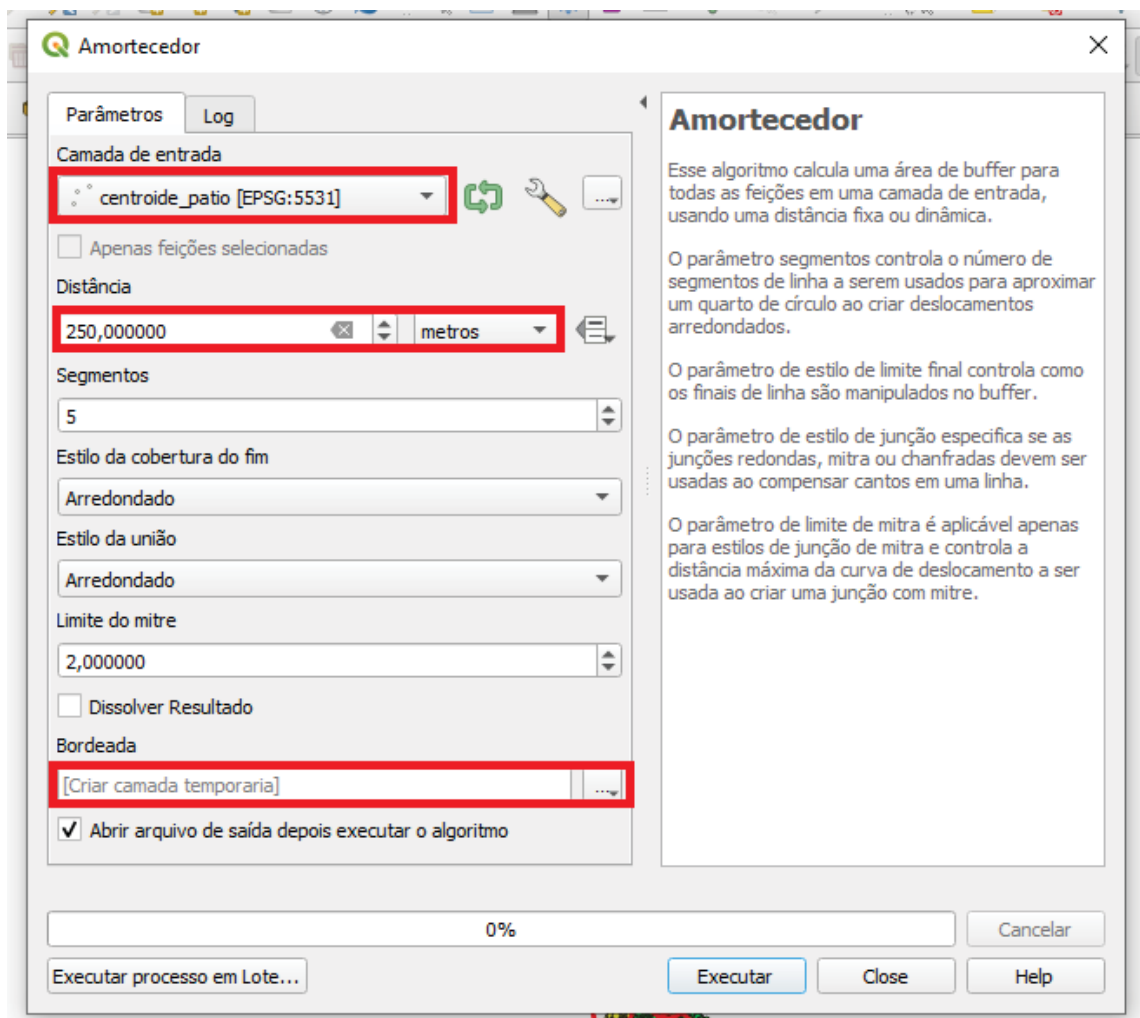 Amortecedor
Parâmetros
Log
Camada de entrada
centroide_patio [EPSG:5531]
...
Apenas feições selecionadas
Distância
250,000000
metros
Segmentos
5
Estilo da cobertura do fim
Arredondado
Estilo da união
Arredondado
Limite do mitre
2,000000
Dissolver Resultado
Bordeada
[Criar camada temporaria]
...
Abrir arquivo de saída depois executar o algoritmo
Amortecedor
Esse algoritmo calcula uma área de buffer para
todas as feições em uma camada de entrada,
usando uma distância fixa ou dinâmica.
O parâmetro segmentos controla o número de
segmentos de linha a serem usados para aproximar
um quarto de círculo ao criar deslocamentos
arredondados.
O parâmetro de estilo de limite final controla como
os finais de linha são manipulados no buffer.
O parâmetro de estilo de junção especifica se as
junções redondas, mitra ou chanfradas devem ser
usadas ao compensar cantos em uma linha.
O parâmetro de limite de mitra é aplicável apenas
para estilos de junção de mitra e controla a
distância máxima da curva de deslocamento a ser
usada ao criar uma junção com mitre.
0%
Cancelar
Executar processo em Lote...
Executar
Close
Help